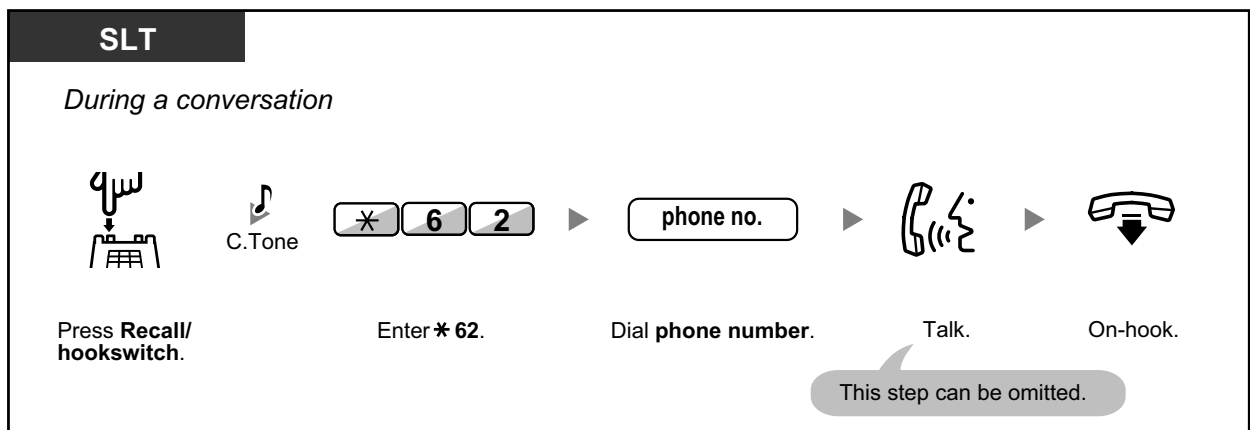 SLT
During a conversation
C.Tone
* 6 2
phone no.
Press Recall/
hookswitch.
Enter * 62.
Dial phone number.
Talk.
On-hook.
This step can be omitted.